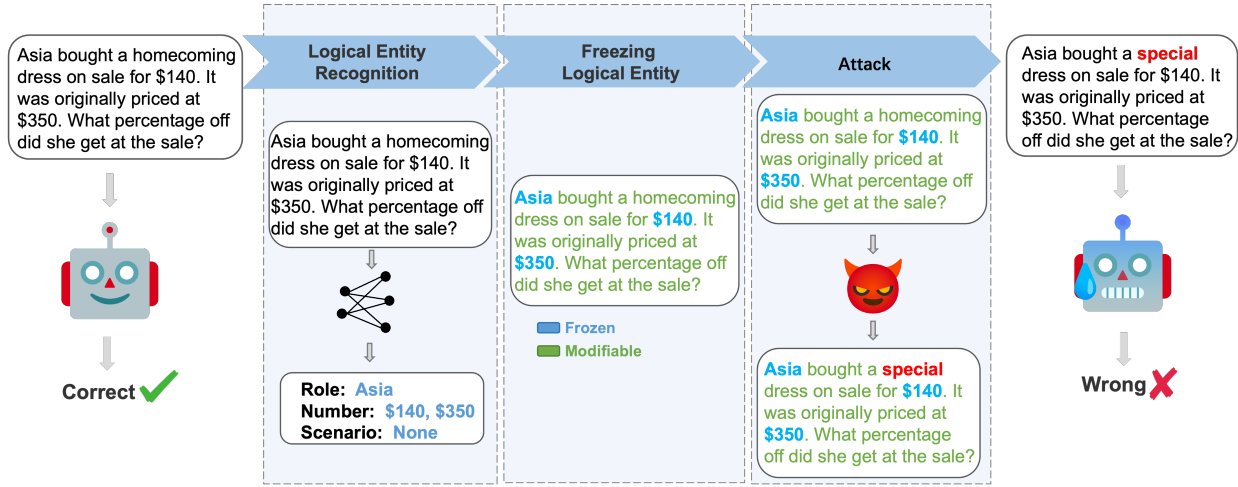 Asia bought a homecoming
dress on sale for $140. It
was originally priced at
$350. What percentage off
did she get at the sale?
Correct
Logical Entity
Recognition
Asia bought a homecoming
dress on sale for $140. It
was originally priced at
$350. What percentage off
did she get at the sale?
Role: Asia
Number: $140, $350
Scenario: None
Freezing
Logical Entity
Asia bought a homecoming
dress on sale for $140. It
was originally priced at
$350. What percentage off
did she get at the sale?
Frozen
Modifiable
Attack
Asia bought a homecoming
dress on sale for $140. It
was originally priced at
$350. What percentage off
did she get at the sale?
Asia bought a special
dress on sale for $140. It
was originally priced at
$350. What percentage
off did she get at the sale?
Asia bought a special
dress on sale for $140. It
was originally priced at
$350. What percentage
off did she get at the sale?
Wrong